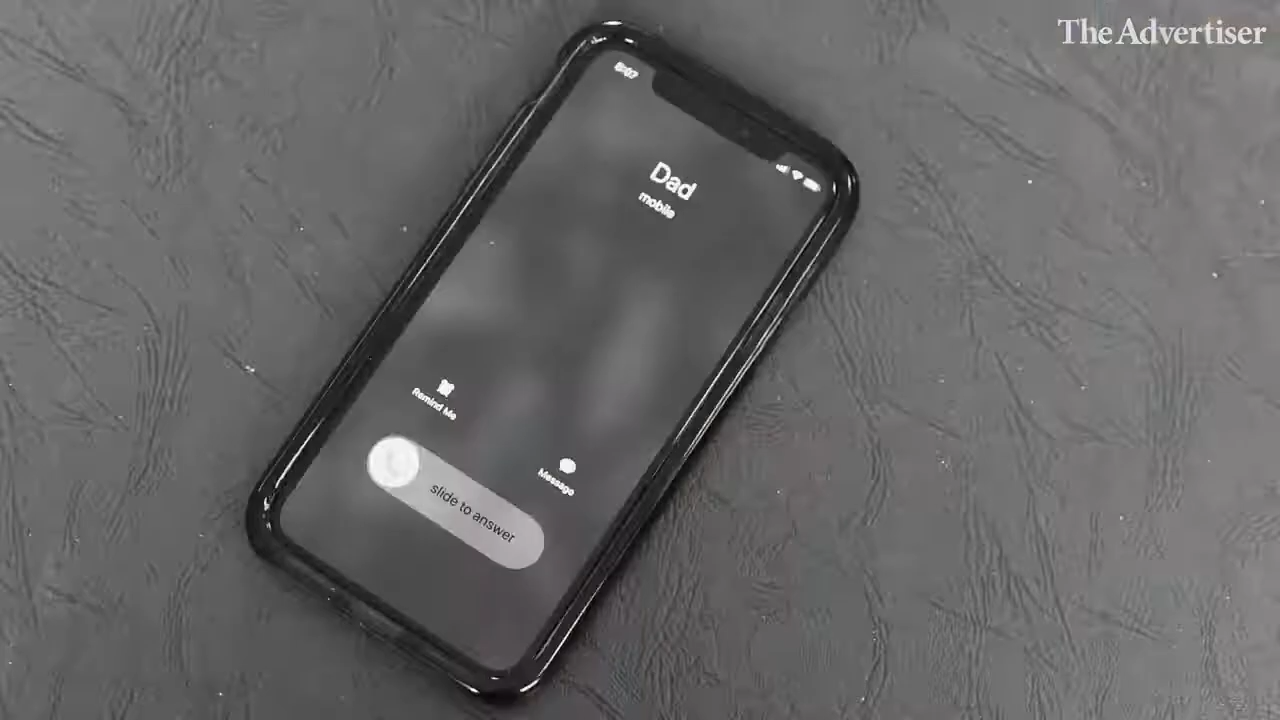 The Advertiser
Dad
mobile
Remind Me
Message
slide to answer